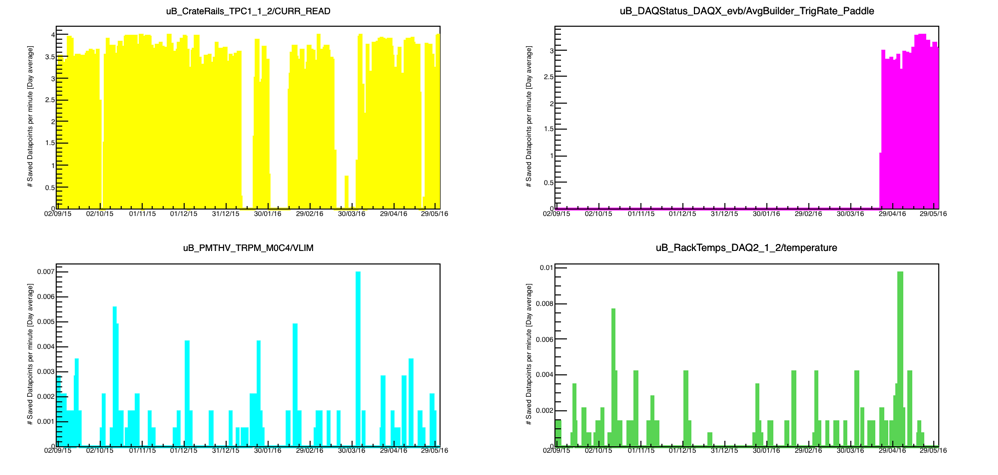 uB_CrateRails_TPC1_1_2/CURR_READ
# Saved Datapoints per minute [Day average]
4
3.5
3
2.5
2
1.5
1
0.5
0
02/09/15 02/10/15 01/11/15 01/12/15 31/12/15 30/01/16 29/02/16 30/03/16 29/04/16 29/05/16
uB_DAQStatus_DAQX_evb/AvgBuilder_TrigRate_Paddle
# Saved Datapoints per minute [Day average]
3
2.5
2
1.5
1
0.5
0
02/09/15 02/10/15 01/11/15 01/12/15 31/12/15 30/01/16 29/02/16 30/03/16 29/04/16 29/05/16
uB_PMTHV_TRPM_M0C4/VLIM
# Saved Datapoints per minute [Day average]
0.007
0.006
0.005
0.004
0.003
0.002
0.001
0
02/09/15 02/10/15 01/11/15 01/12/15 31/12/15 30/01/16 29/02/16 30/03/16 29/04/16 29/05/16
uB_RackTemps_DAQ2_1_2/temperature
# Saved Datapoints per minute [Day average]
0.01
0.008
0.006
0.004
0.002
0
02/09/15 02/10/15 01/11/15 01/12/15 31/12/15 30/01/16 29/02/16 30/03/16 29/04/16 29/05/16